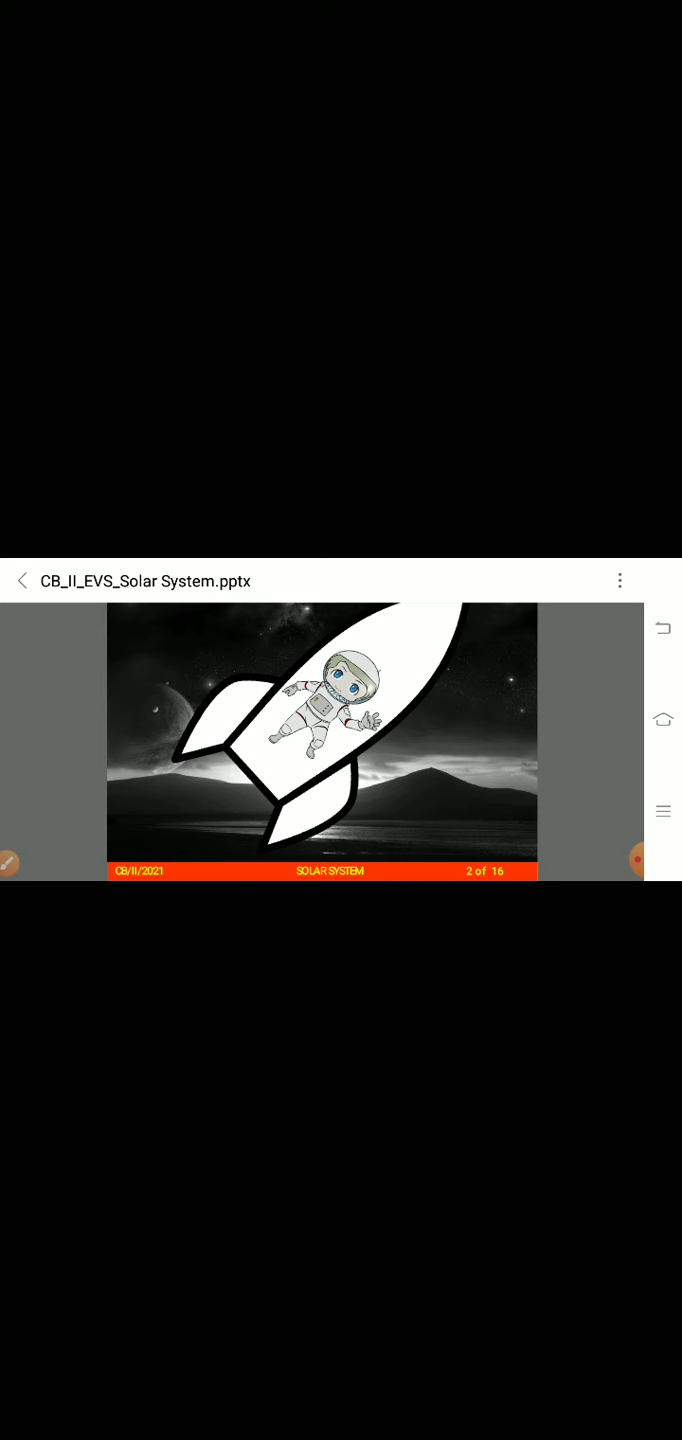 CB_II_EVS_Solar System.pptx
CB/II/2021 SOLAR SYSTEM 2 of 16